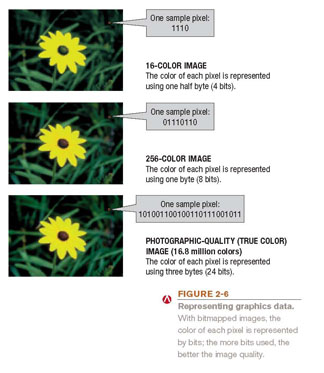 One sample pixel:
1110
16-COLOR IMAGE
The color of each pixel is represented
using one half byte (4 bits).
One sample pixel:
01110110
256-COLOR IMAGE
The color of each pixel is represented
using one byte (8 bits).
One sample pixel:
101001100100110111001011
PHOTOGRAPHIC-QUALITY (TRUE COLOR)
IMAGE (16.8 million colors)
The color of each pixel is represented
using three bytes (24 bits).
FIGURE 2-6
Representing graphics data.
With bitmapped images, the
color of each pixel is represented
by bits; the more bits used, the
better the image quality.